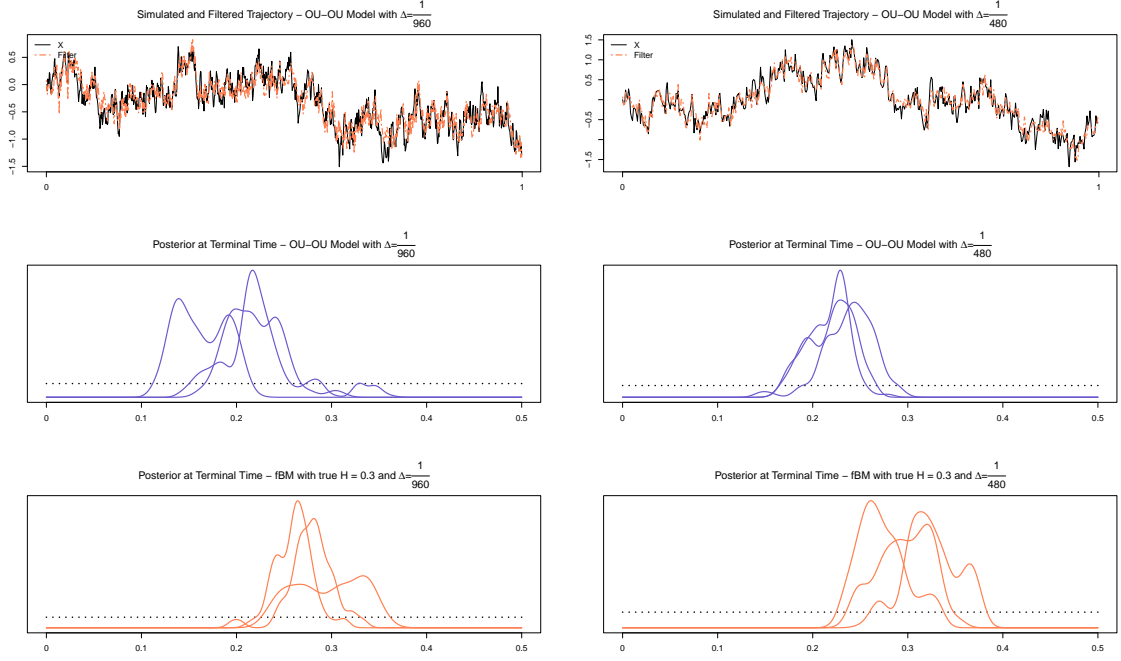 Simulated and Filtered Trajectory − OU−OU Model with Δ=1/960
X
Filter
0.5
0.0
−0.5
−1.0
−1.5
0 1
Simulated and Filtered Trajectory − OU−OU Model with Δ=1/480
X
Filter
1.5
1.0
0.5
−0.5
−1.5
0 1
Posterior at Terminal Time − OU−OU Model with Δ=1/960
0 0.1 0.2 0.3 0.4 0.5
Posterior at Terminal Time − OU−OU Model with Δ=1/480
0 0.1 0.2 0.3 0.4 0.5
Posterior at Terminal Time − fBM with true H = 0.3 and Δ=1/960
0 0.1 0.2 0.3 0.4 0.5
Posterior at Terminal Time − fBM with true H = 0.3 and Δ=1/480
0 0.1 0.2 0.3 0.4 0.5